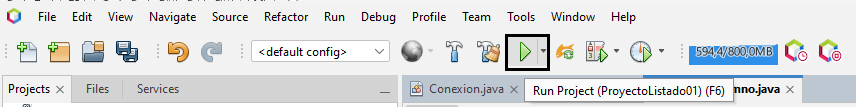 File Edit View Navigate Source Refactor Run Debug Profile Team Tools Window Help
<default config> 594,4/800,0MB
Projects Files Services Conexion.java nno.java
Run Project (ProyectoListado01) (F6)